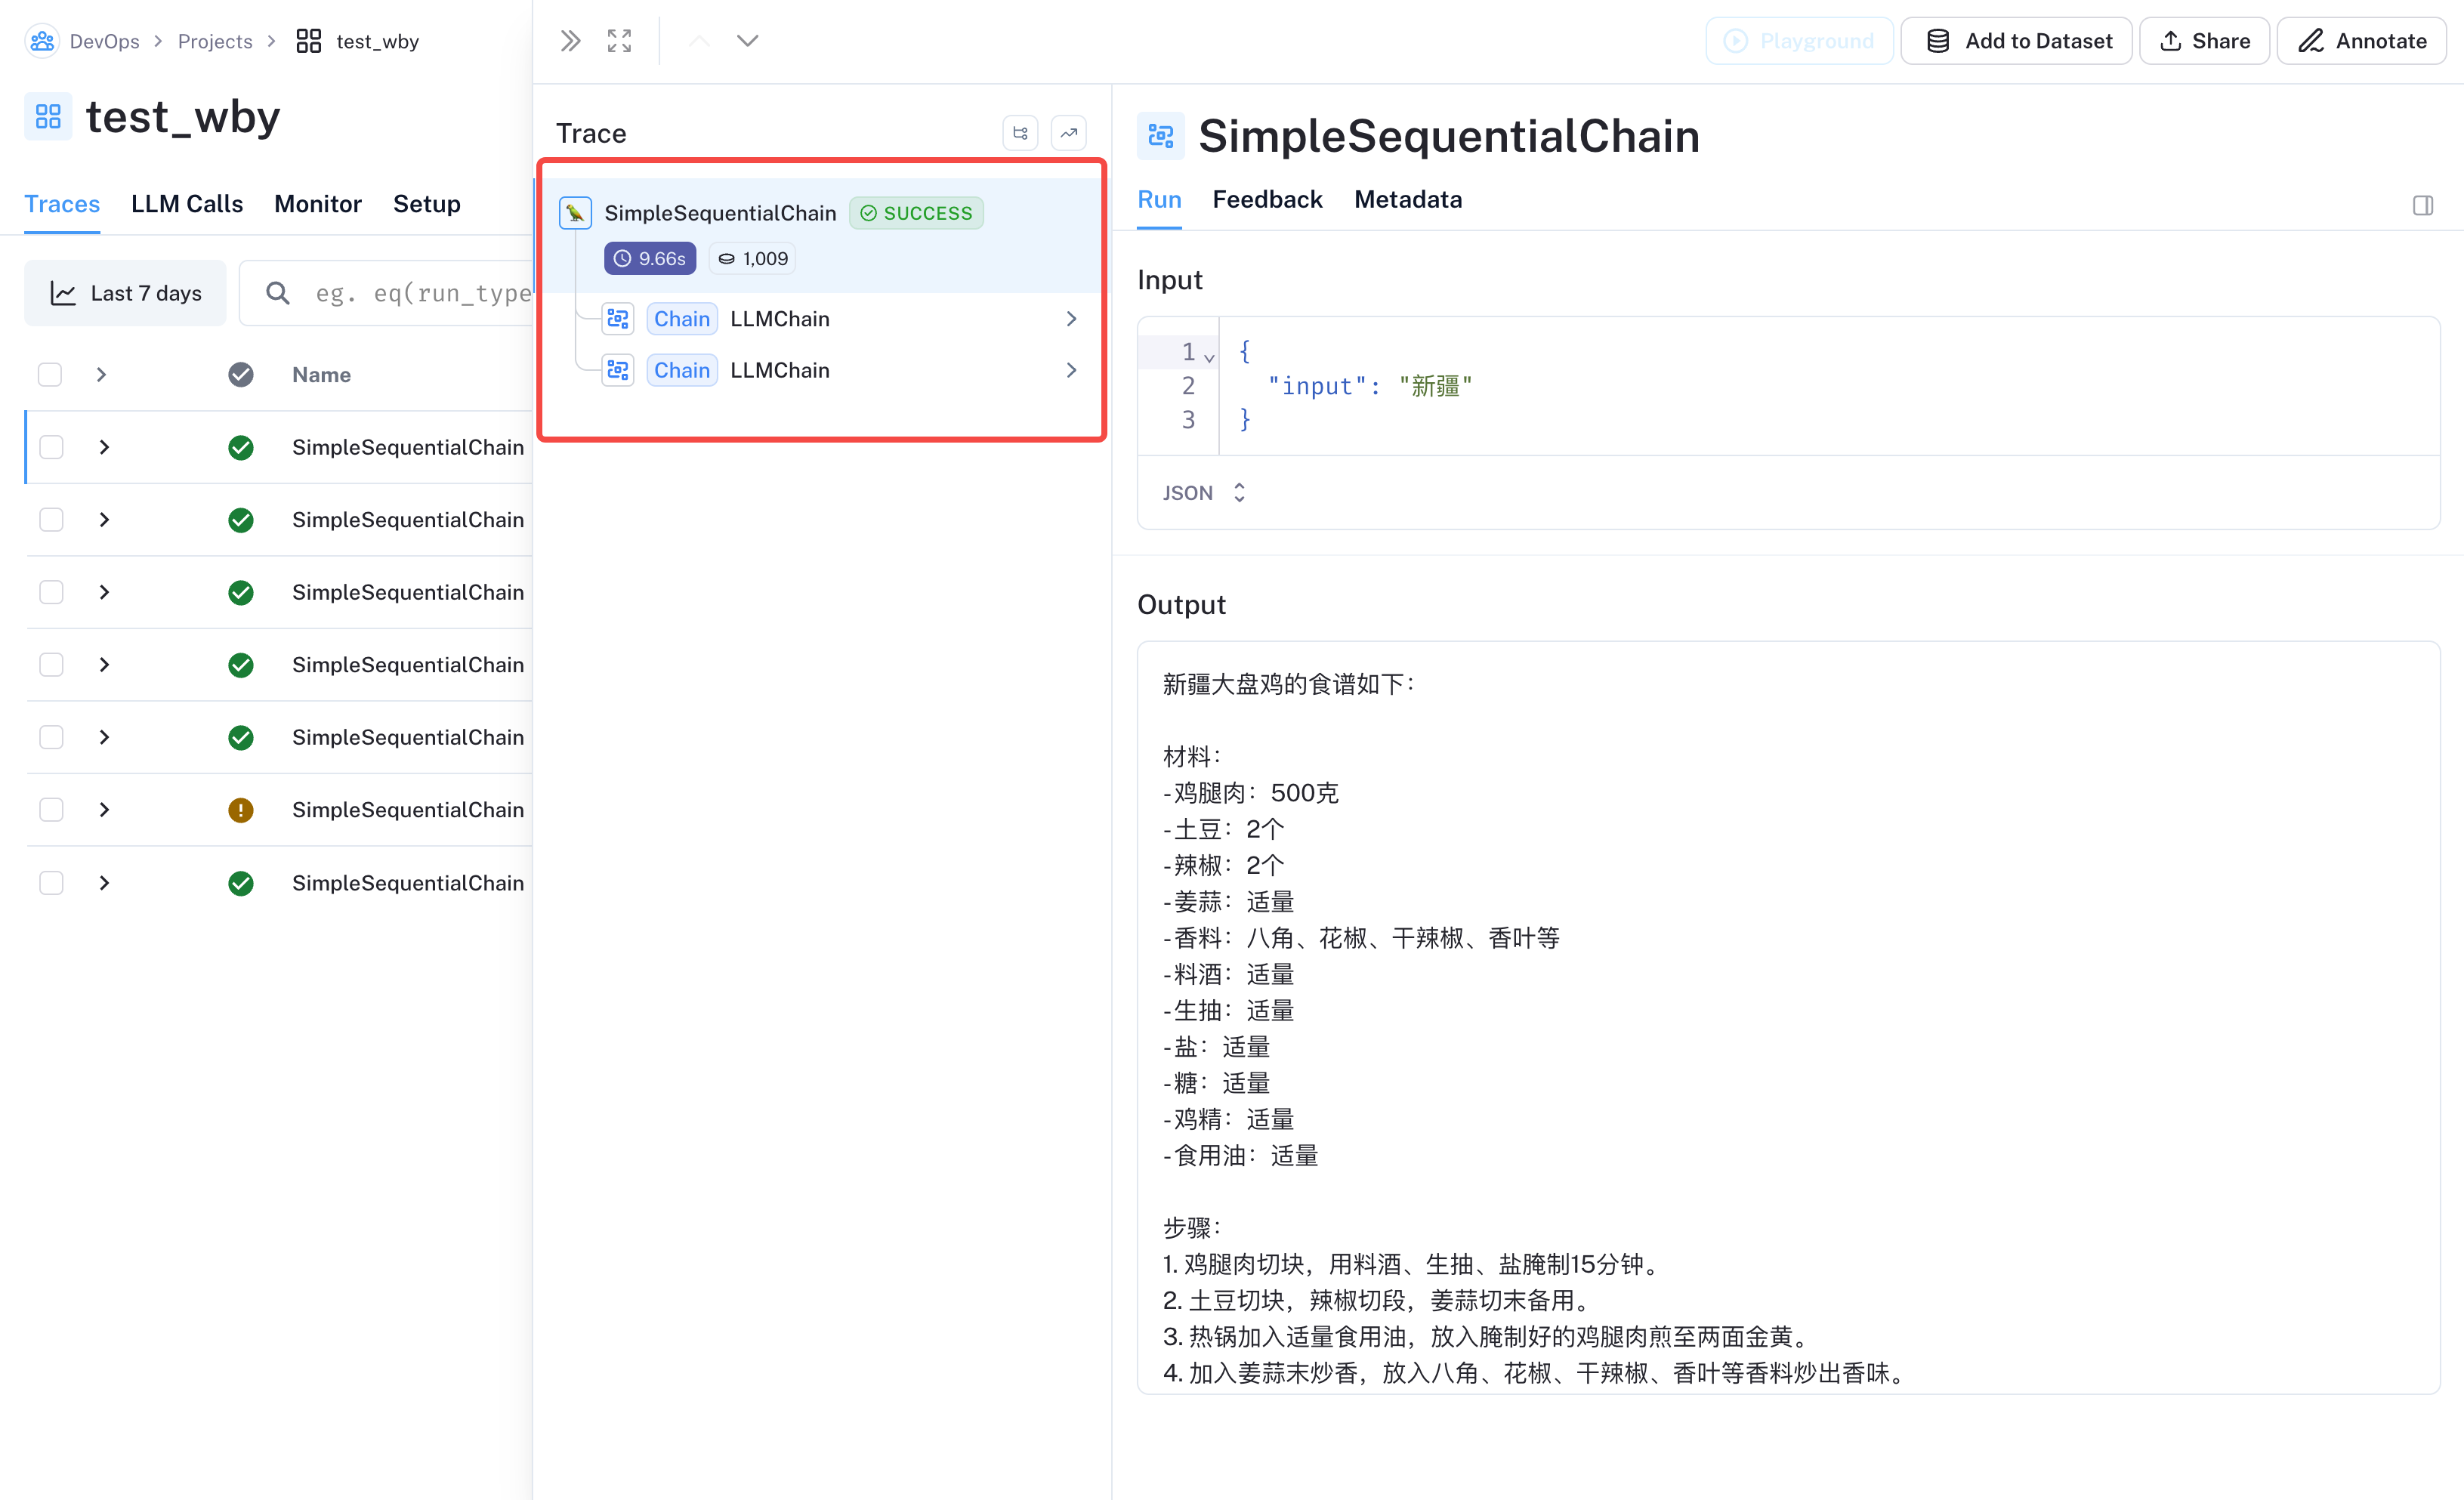 DevOps > Projects > test_wby
test_wby
Traces LLM Calls Monitor Setup
Last 7 days
eg. eq(run_type
Name
SimpleSequentialChain
SimpleSequentialChain
SimpleSequentialChain
SimpleSequentialChain
SimpleSequentialChain
SimpleSequentialChain
SimpleSequentialChain
Playground Add to Dataset Share Annotate
Trace
SimpleSequentialChain SUCCESS
9.66s 1,009
Chain LLMChain
Chain LLMChain
SimpleSequentialChain
Run Feedback Metadata
Input
1 {
2 "input": "新疆"
3 }
JSON
Output
新疆大盘鸡的食谱如下：
材料：
-鸡腿肉：500克
-土豆：2个
-辣椒：2个
-姜蒜：适量
-香料：八角、花椒、干辣椒、香叶等
-料酒：适量
-生抽：适量
-盐：适量
-糖：适量
-鸡精：适量
-食用油：适量
步骤：
1. 鸡腿肉切块，用料酒、生抽、盐腌制15分钟。
2. 土豆切块，辣椒切段，姜蒜切末备用。
3. 热锅加入适量食用油，放入腌制好的鸡腿肉煎至两面金黄。
4. 加入姜蒜末炒香，放入八角、花椒、干辣椒、香叶等香料炒出香味。